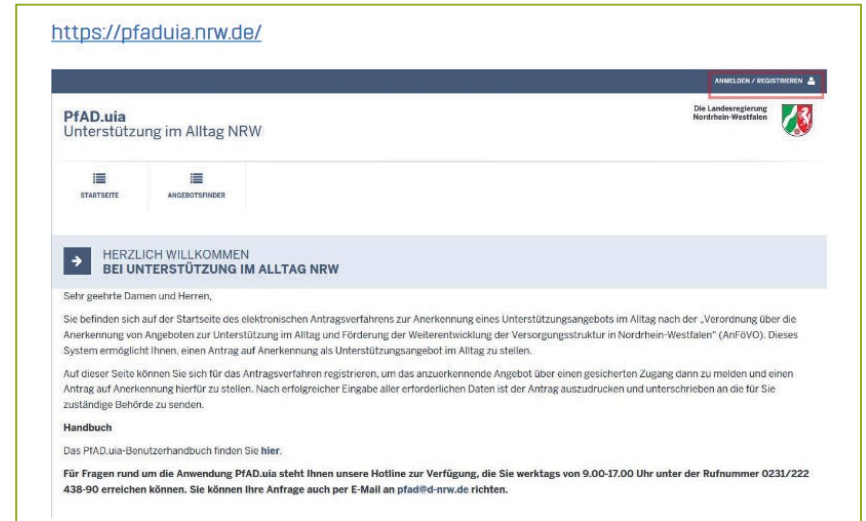 https://pfaduia.nrw.de/
ANMELDEN / REGISTRIEREN
PfAD.uia
Unterstützung im Alltag NRW
Die Landesregierung
Nordrhein-Westfalen
STARTSEITE
ANGEBOTSFINDER
HERZLICH WILLKOMMEN
BEI UNTERSTÜTZUNG IM ALLTAG NRW
Sehr geehrte Damen und Herren,
Sie befinden sich auf der Startseite des elektronischen Antragsverfahrens zur Anerkennung eines Unterstützungsangebots im Alltag nach der „Verordnung über die
Anerkennung von Angeboten zur Unterstützung im Alltag und Förderung der Weiterentwicklung der Versorgungsstruktur in Nordrhein-Westfalen" (AnFöVO). Dieses
System ermöglicht Ihnen, einen Antrag auf Anerkennung als Unterstützungsangebot im Alltag zu stellen.
Auf dieser Seite können Sie sich für das Antragsverfahren registrieren, um das anzuerkennende Angebot über einen gesicherten Zugang dann zu melden und einen
Antrag auf Anerkennung hierfür zu stellen. Nach erfolgreicher Eingabe aller erforderlichen Daten ist der Antrag auszudrucken und unterschrieben an die für Sie
zuständige Behörde zu senden.
Handbuch
Das PfAD.uia-Benutzerhandbuch finden Sie hier.
Für Fragen rund um die Anwendung PfAD.uia steht Ihnen unsere Hotline zur Verfügung, die Sie werktags von 9.00-17.00 Uhr unter der Rufnummer 0231/222
438-90 erreichen können. Sie können Ihre Anfrage auch per E-Mail an pfad@d-nrw.de richten.